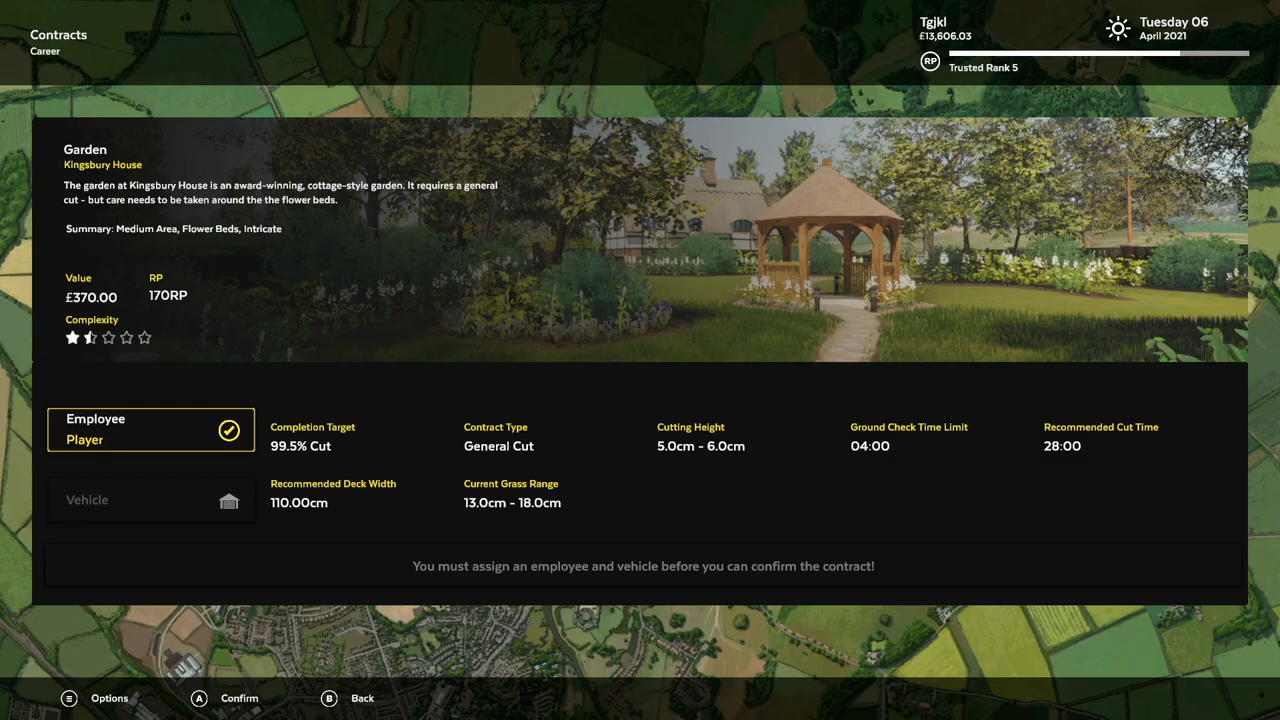 Contracts
Career
Tgjkl
£13,606.03
Tuesday 06
April 2021
RP
Trusted Rank 5
Garden
Kingsbury House
The garden at Kingsbury House is an award-winning, cottage-style garden. It requires a general
cut - but care needs to be taken around the the flower beds.
Summary: Medium Area, Flower Beds, Intricate
Value
RP
£370.00
170RP
Complexity
Employee
Player
Completion Target
99.5% Cut
Contract Type
General Cut
Cutting Height
5.0cm - 6.0cm
Ground Check Time Limit
04:00
Recommended Cut Time
28:00
Vehicle
Recommended Deck Width
110.00cm
Current Grass Range
13.0cm - 18.0cm
You must assign an employee and vehicle before you can confirm the contract!
Options
A Confirm
B Back